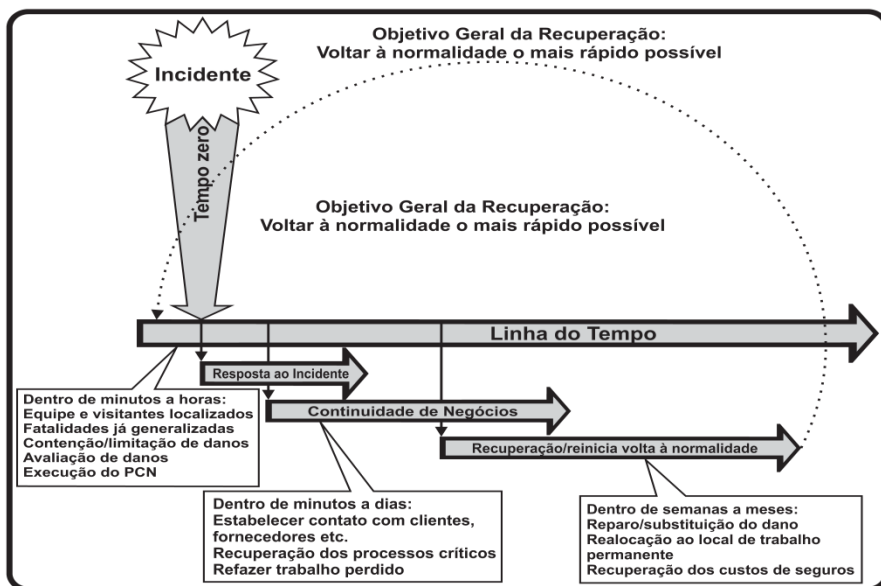 Objetivo Geral da Recuperação:
Voltar à normalidade o mais rápido possível
Incidente
Tempo zero
Objetivo Geral da Recuperação:
Voltar à normalidade o mais rápido possível
Linha do Tempo
Resposta ao Incidente
Dentro de minutos a horas:
Equipe e visitantes localizados
Fatalidades já generalizadas
Contenção/limitação de danos
Avaliação de danos
Execução do PCN
Continuidade de Negócios
Recuperação/reinicia volta à normalidade
Dentro de minutos a dias:
Estabelecer contato com clientes,
fornecedores etc.
Recuperação dos processos críticos
Refazer trabalho perdido
Dentro de semanas a meses:
Reparo/substituição do dano
Realocação ao local de trabalho
permanente
Recuperação dos custos de seguros